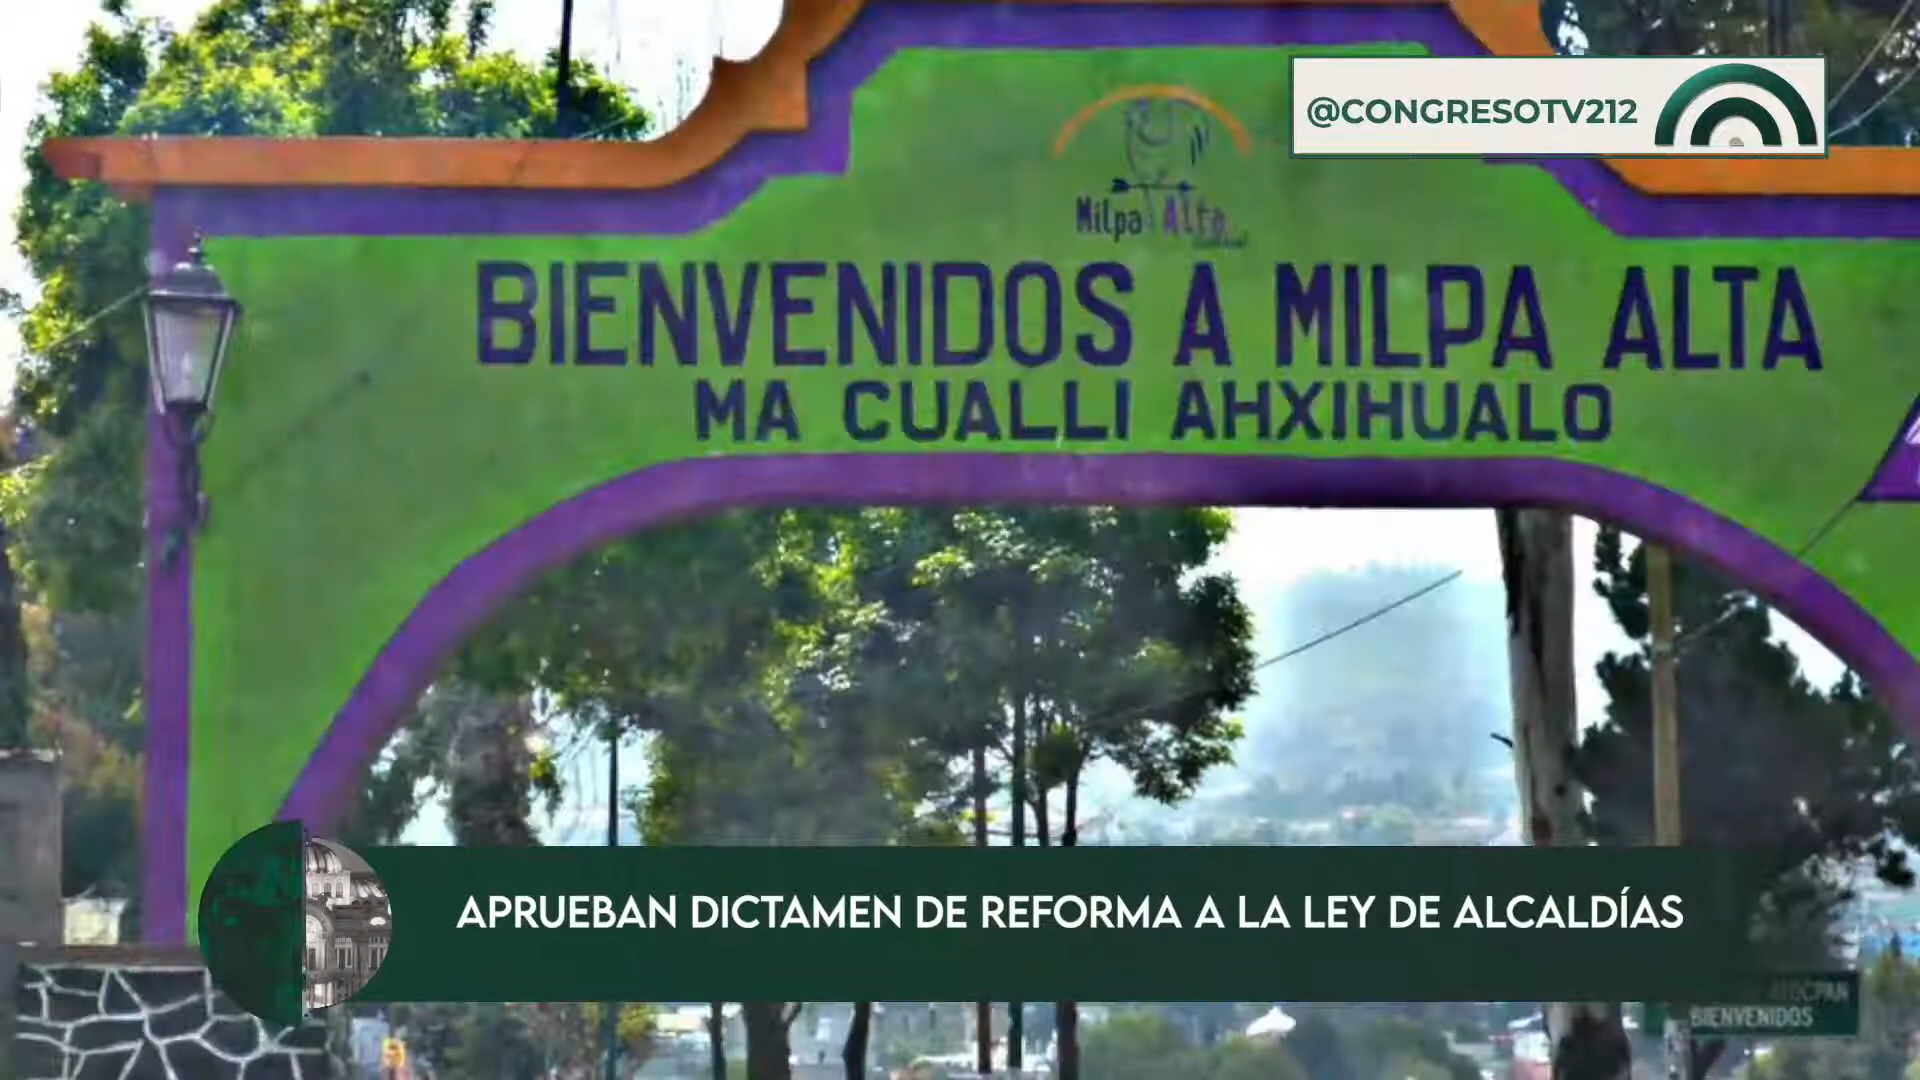 @CONGRESOTV212
Milpa Alta
BIENVENIDOS A MILPA ALTA
MA CUALLI AHXIHUALO
APRUEBAN DICTAMEN DE REFORMA A LA LEY DE ALCALDÍAS
BIENVENIDOS